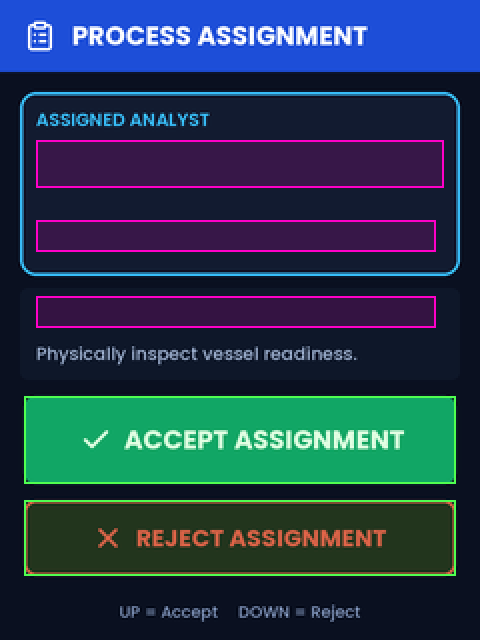 PROCESS ASSIGNMENT
ASSIGNED ANALYST
Physically inspect vessel readiness.
ACCEPT ASSIGNMENT
REJECT ASSIGNMENT
UP = Accept DOWN = Reject